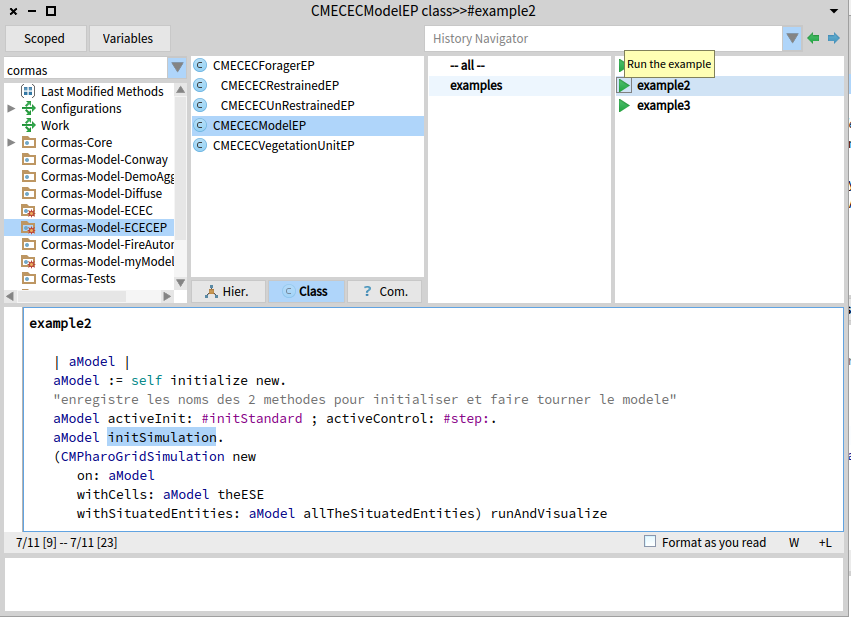 CMECECModelEP class>>#example2
Scoped
Variables
History Navigator
cormas
Last Modified Methods
Configurations
Work
Cormas-Core
Cormas-Model-Conway
Cormas-Model-DemoAgg
Cormas-Model-Diffuse
Cormas-Model-ECEC
Cormas-Model-ECECEP
Cormas-Model-FireAutor
Cormas-Model-myModel
Cormas-Tests
CMECECForagerEP
CMECECRestrainedEP
CMECECUnRestrainedEP
CMECECModelEP
CMECECVegetationUnitEP
Hier.
Class
? Com.
-- all --
examples
Run the example
example2
example3
example2
| aModel |
aModel := self initialize new.
"enregistre les noms des 2 methodes pour initialiser et faire tourner le modele"
aModel activeInit: #initStandard ; activeControl: #step:.
aModel initSimulation.
(CMPharoGridSimulation new
on: aModel
withCells: aModel theESE
withSituatedEntities: aModel allTheSituatedEntities) runAndVisualize
7/11 [9] -- 7/11 [23]
Format as you read
W
+L